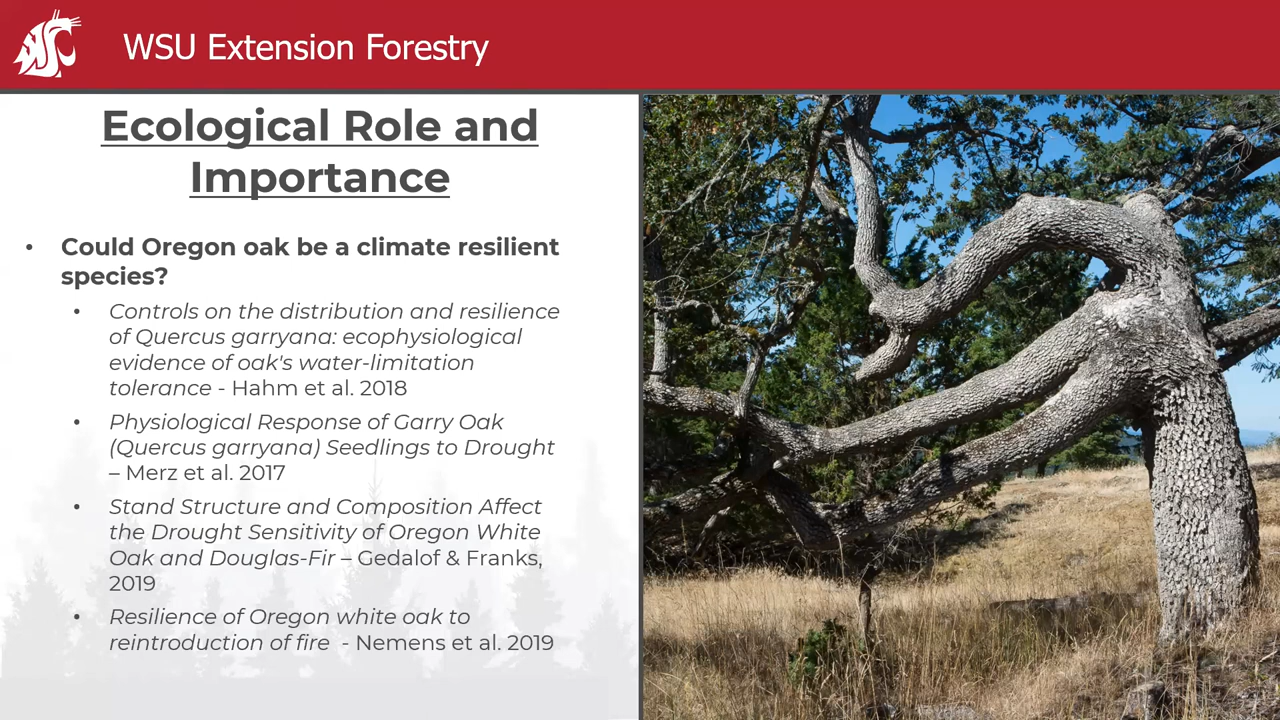 WSU Extension Forestry
Ecological Role and
Importance
• Could Oregon oak be a climate resilient
species?
• Controls on the distribution and resilience
of Quercus garryana: ecophysiological
evidence of oak's water-limitation
tolerance - Hahm et al. 2018
• Physiological Response of Garry Oak
(Quercus garryana) Seedlings to Drought
– Merz et al. 2017
• Stand Structure and Composition Affect
the Drought Sensitivity of Oregon White
Oak and Douglas-Fir – Gedalof & Franks,
2019
• Resilience of Oregon white oak to
reintroduction of fire - Nemens et al. 2019